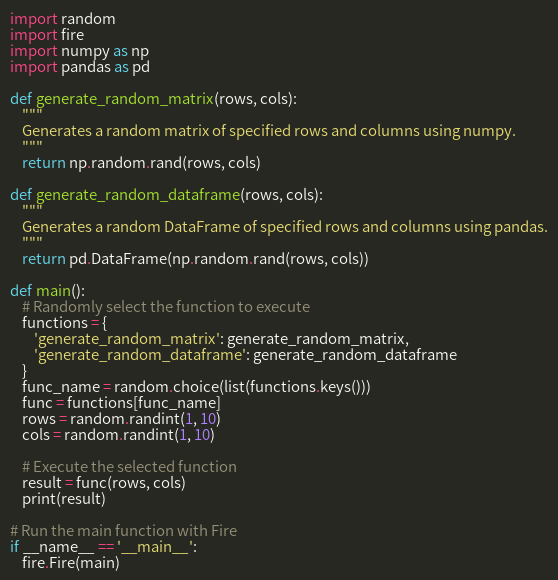 import random
import fire
import numpy as np
import pandas as pd

def generate_random_matrix(rows, cols):
    """
    Generates a random matrix of specified rows and columns using numpy.
    """
    return np.random.rand(rows, cols)

def generate_random_dataframe(rows, cols):
    """
    Generates a random DataFrame of specified rows and columns using pandas.
    """
    return pd.DataFrame(np.random.rand(rows, cols))

def main():
    # Randomly select the function to execute
    functions = {
        'generate_random_matrix': generate_random_matrix,
        'generate_random_dataframe': generate_random_dataframe
    }
    func_name = random.choice(list(functions.keys()))
    func = functions[func_name]
    rows = random.randint(1, 10)
    cols = random.randint(1, 10)

    # Execute the selected function
    result = func(rows, cols)
    print(result)

# Run the main function with Fire
if __name__ == '__main__':
    fire.Fire(main)